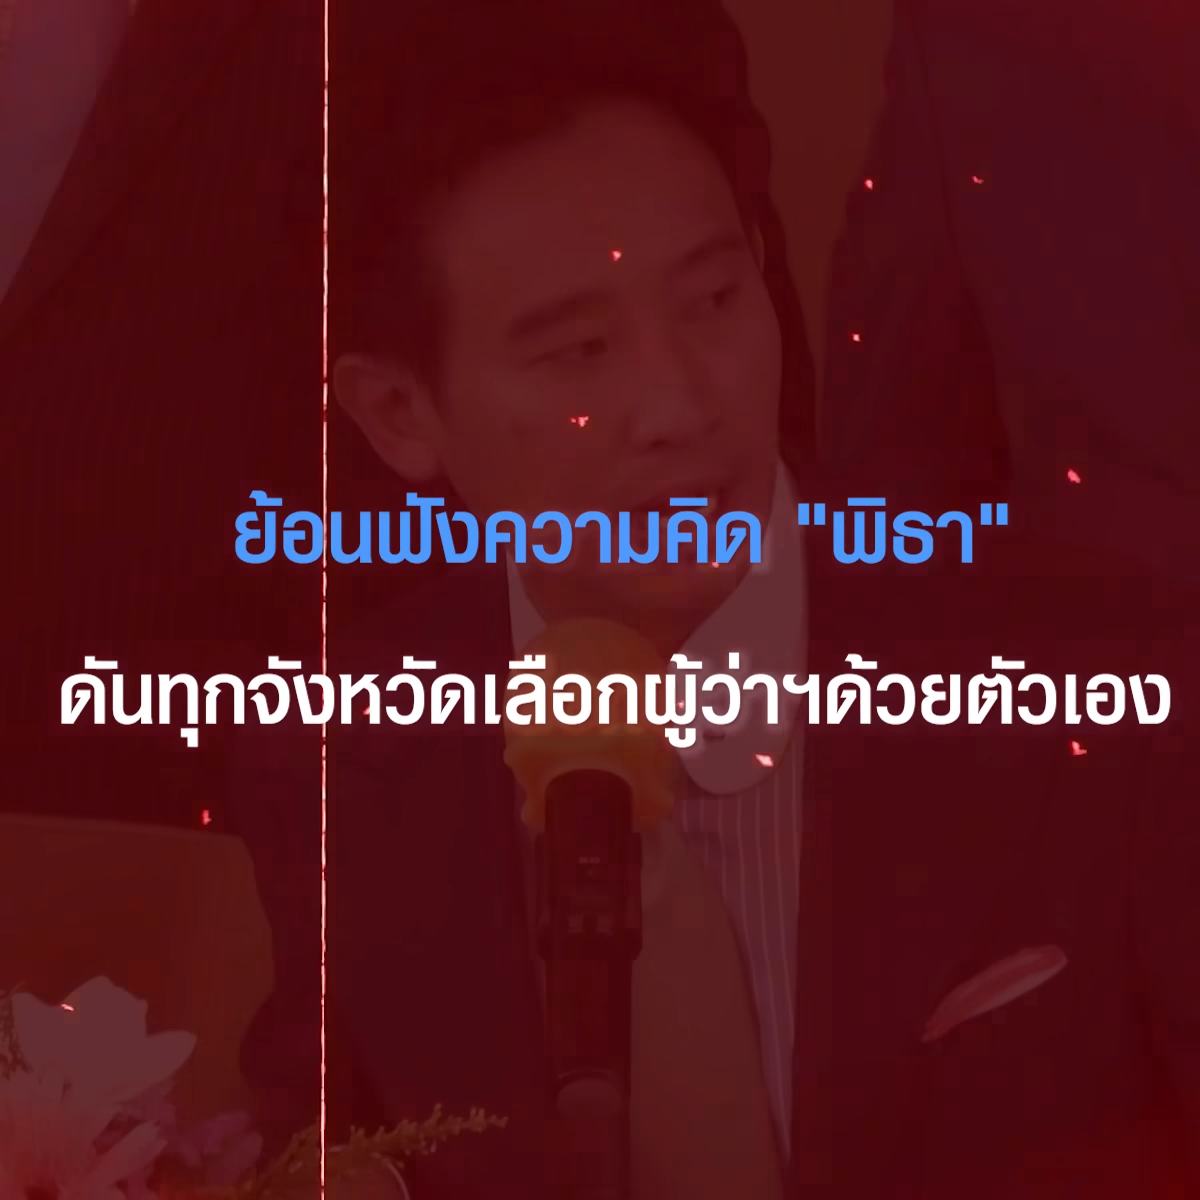 ย้อนฟังความคิด "พิธา"
ดันทุกจังหวัดเลือกผู้ว่าฯด้วยตัวเอง